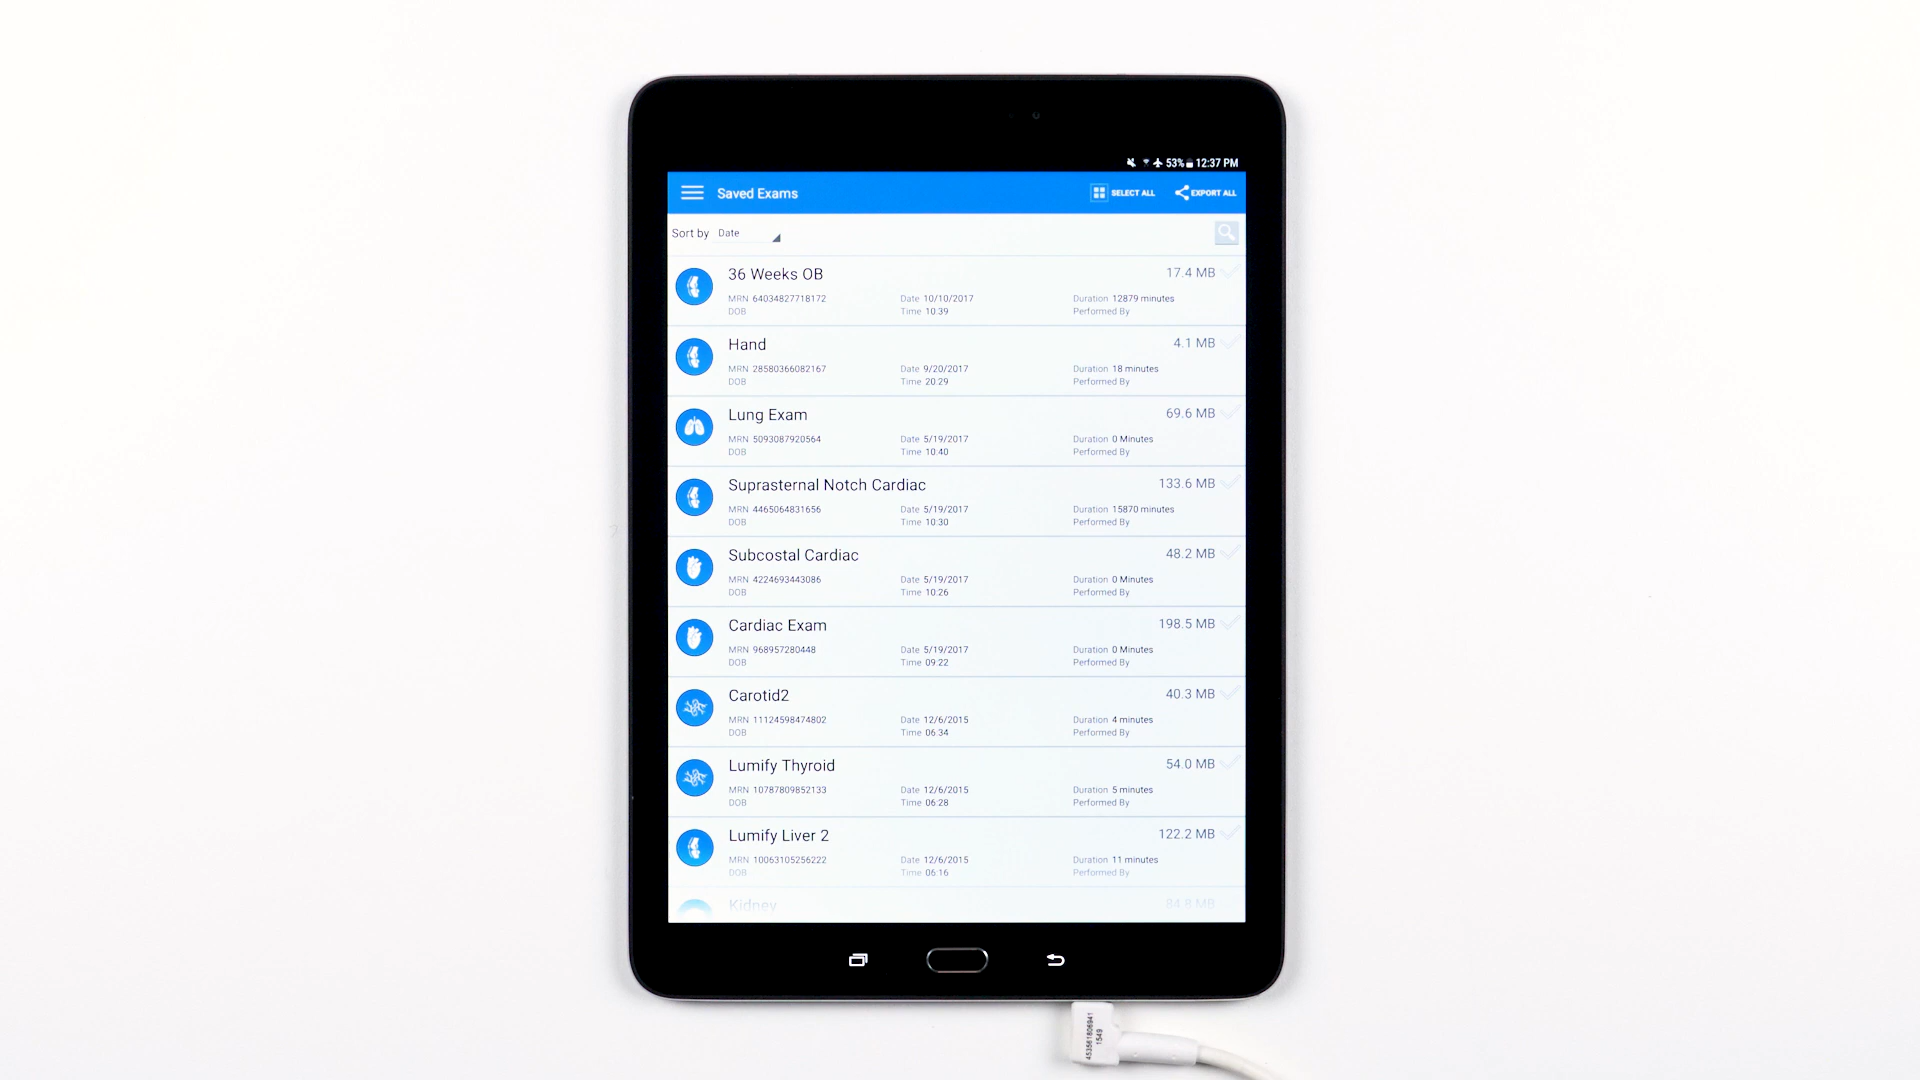 53% 12:37 PM
Saved Exams SELECT ALL EXPORT ALL
Sort by Date
36 Weeks OB 17.4 MB
MRN 64034827718172 Date 10/10/2017 Duration 12879 minutes
DOB Time 10:39 Performed By
Hand 4.1 MB
MRN 28580366082167 Date 9/20/2017 Duration 18 minutes
DOB Time 20:29 Performed By
Lung Exam 69.6 MB
MRN 5093087920564 Date 5/19/2017 Duration 0 Minutes
DOB Time 10:40 Performed By
Suprasternal Notch Cardiac 133.6 MB
MRN 4465064831656 Date 5/19/2017 Duration 15870 minutes
DOB Time 10:30 Performed By
Subcostal Cardiac 48.2 MB
MRN 4224693443086 Date 5/19/2017 Duration 0 Minutes
DOB Time 10:26 Performed By
Cardiac Exam 198.5 MB
MRN 968957280448 Date 5/19/2017 Duration 0 Minutes
DOB Time 09:22 Performed By
Carotid2 40.3 MB
MRN 11124598474802 Date 12/6/2015 Duration 4 minutes
DOB Time 06:34 Performed By
Lumify Thyroid 54.0 MB
MRN 10787809852133 Date 12/6/2015 Duration 5 minutes
DOB Time 06:28 Performed By
Lumify Liver 2 122.2 MB
MRN 10063105256222 Date 12/6/2015 Duration 11 minutes
DOB Time 06:16 Performed By
Kidney 84.8 MB
453561806941
1549